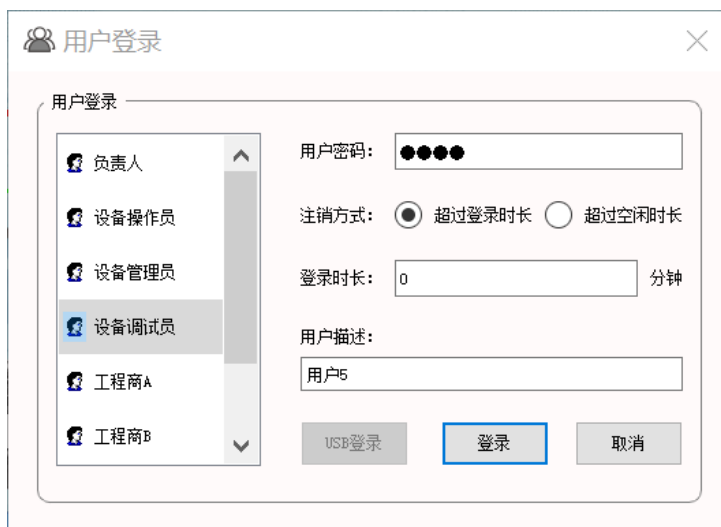 用户登录
用户登录
负责人
设备操作员
设备管理员
设备调试员
工程商A
工程商B
用户密码：
注销方式： 超过登录时长 超过空闲时长
登录时长： 0 分钟
用户描述：
用户5
USB登录 登录 取消